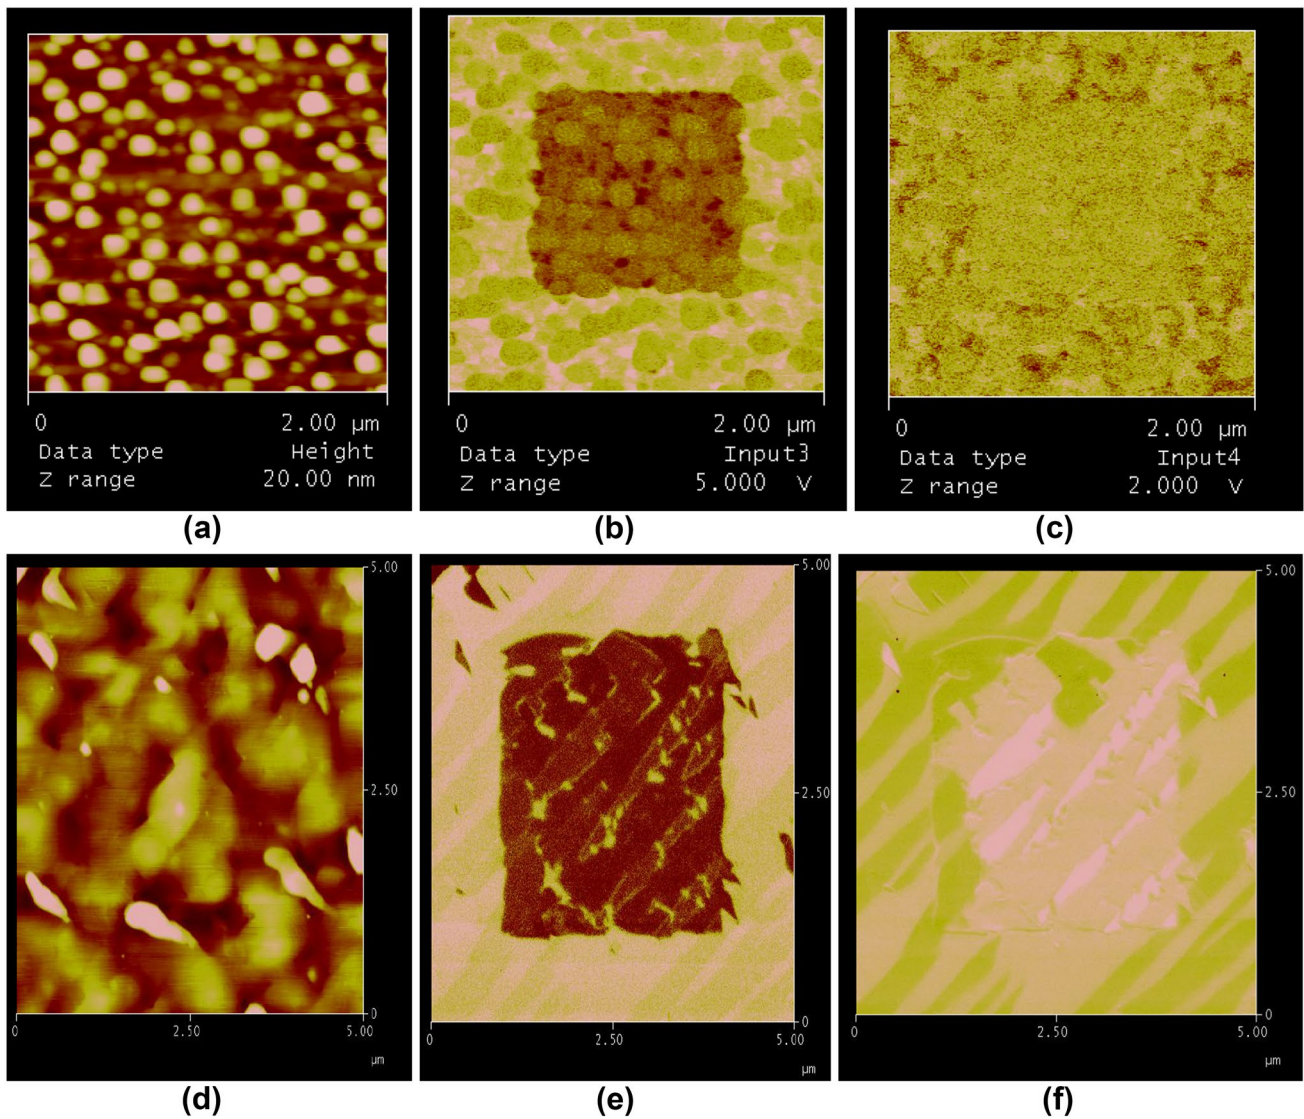 0 2.00 μm
Data type Height
Z range 20.00 nm
(a)
0 2.00 μm
Data type Input3
Z range 5.000 V
(b)
0 2.00 μm
Data type Input4
Z range 2.000 V
(c)
5.00
2.50
0
0 2.50 5.00
μm
(d)
5.00
2.50
0
0 2.50 5.00
μm
(e)
5.00
2.50
0
0 2.50 5.00
μm
(f)